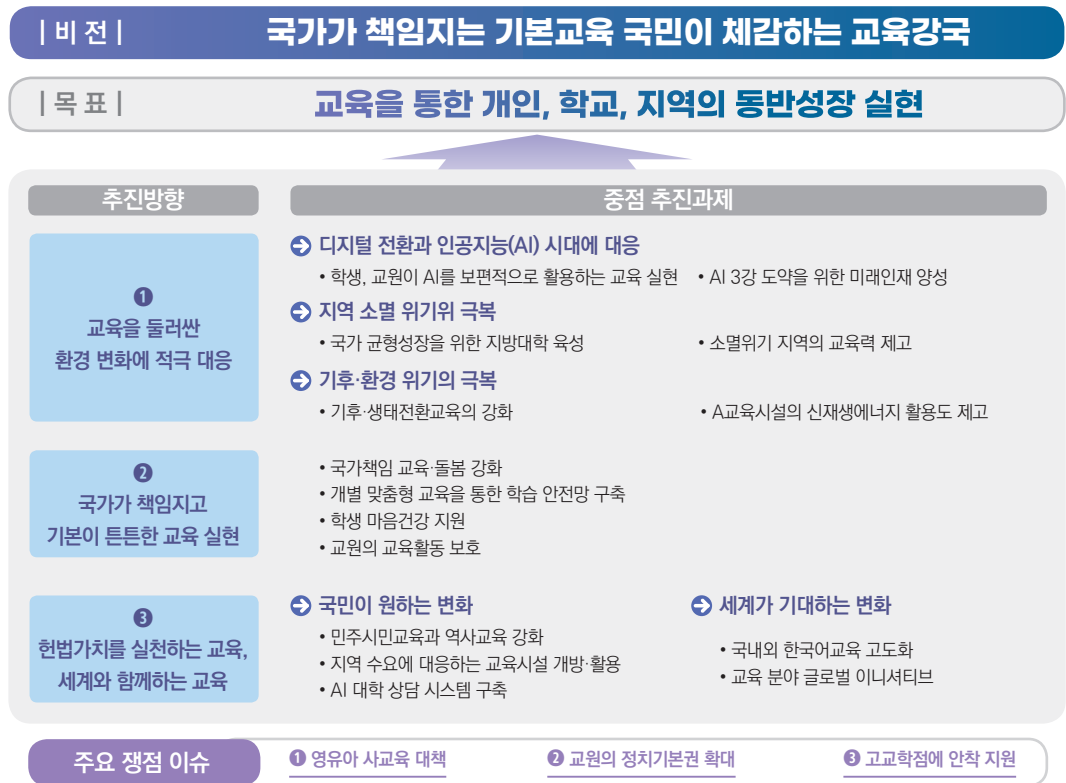 |비 전| 국가가 책임지는 기본교육 국민이 체감하는 교육강국
|목 표| 교육을 통한 개인, 학교, 지역의 동반성장 실현
추진방향 중점 추진과제
❶
교육을 둘러싼
환경 변화에 적극 대응
디지털 전환과 인공지능(AI) 시대에 대응
• 학생, 교원이 AI를 보편적으로 활용하는 교육 실현 • AI 3강 도약을 위한 미래인재 양성
지역 소멸 위기위 극복
• 국가 균형성장을 위한 지방대학 육성 • 소멸위기 지역의 교육력 제고
기후·환경 위기의 극복
• 기후·생태전환교육의 강화 • A교육시설의 신재생에너지 활용도 제고
❷
국가가 책임지고
기본이 튼튼한 교육 실현
• 국가책임 교육·돌봄 강화
• 개별 맞춤형 교육을 통한 학습 안전망 구축
• 학생 마음건강 지원
• 교원의 교육활동 보호
❸
헌법가치를 실천하는 교육,
세계와 함께하는 교육
국민이 원하는 변화
• 민주시민교육과 역사교육 강화
• 지역 수요에 대응하는 교육시설 개방·활용
• AI 대학 상담 시스템 구축
세계가 기대하는 변화
• 국내외 한국어교육 고도화
• 교육 분야 글로벌 이니셔티브
주요 쟁점 이슈 ❶ 영유아 사교육 대책 ❷ 교원의 정치기본권 확대 ❸ 고교학점에 안착 지원